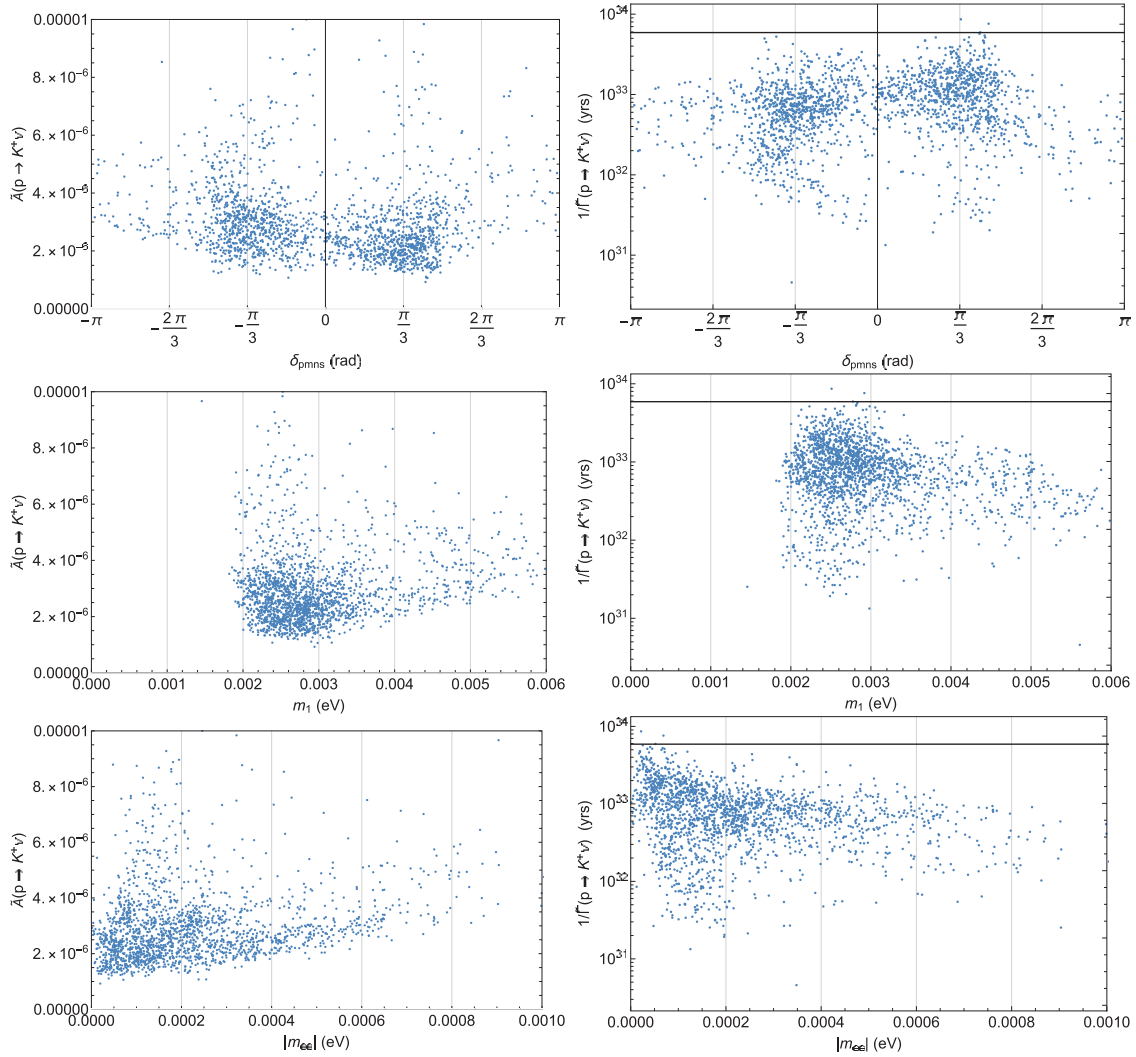 0.00001
8. × 10⁻⁶
6. × 10⁻⁶
4. × 10⁻⁶
2. × 10⁻⁶
0.00000
Ã(p → K⁺ν)
-π
-2π/3
-π/3
0
π/3
2π/3
π
δpmns (rad)
10³⁴
10³³
10³²
10³¹
1/Γ̃(p → K⁺ν) (yrs)
-π
-2π/3
-π/3
0
π/3
2π/3
π
δpmns (rad)
0.00001
8. × 10⁻⁶
6. × 10⁻⁶
4. × 10⁻⁶
2. × 10⁻⁶
0.00000
Ã(p → K⁺ν)
0.000 0.001 0.002 0.003 0.004 0.005 0.006
m₁ (eV)
10³⁴
10³³
10³²
10³¹
1/Γ̃(p → K⁺ν) (yrs)
0.000 0.001 0.002 0.003 0.004 0.005 0.006
m₁ (eV)
0.00001
8. × 10⁻⁶
6. × 10⁻⁶
4. × 10⁻⁶
2. × 10⁻⁶
0.00000
Ã(p → K⁺ν)
0.0000 0.0002 0.0004 0.0006 0.0008 0.0010
|mee| (eV)
10³⁴
10³³
10³²
10³¹
1/Γ̃(p → K⁺ν) (yrs)
0.0000 0.0002 0.0004 0.0006 0.0008 0.0010
|mee| (eV)